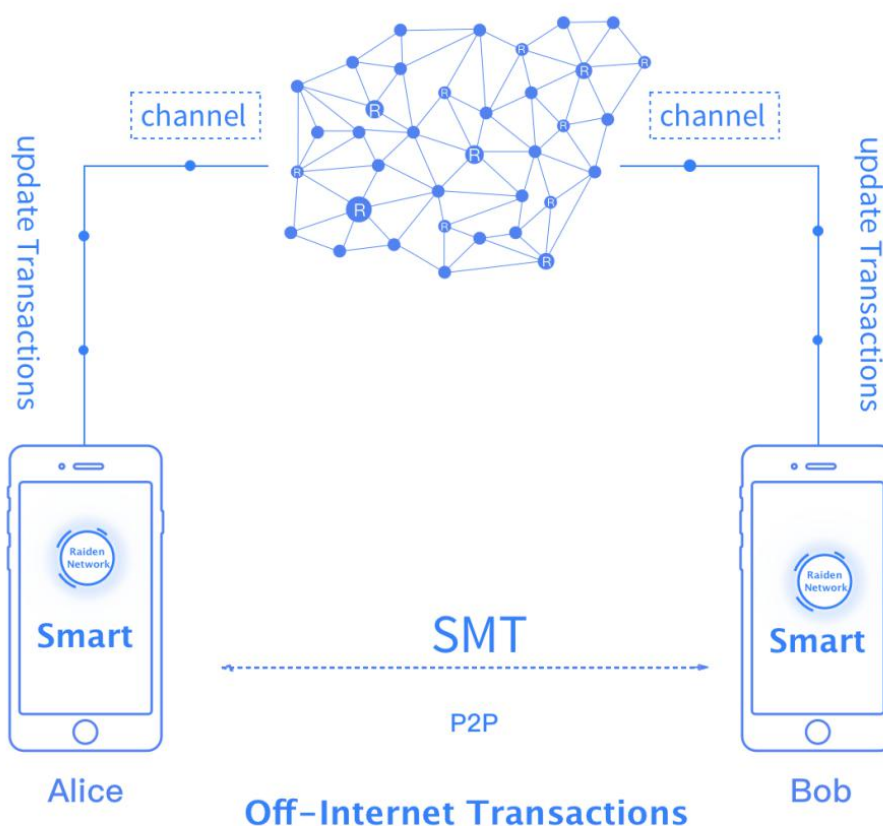 R
R
R
R
channel
R
channel
R
R
update Transactions
update Transactions
R
R
R
R
R
Raiden
Network
Smart
Raiden
Network
Smart
SMT
P2P
Alice
Bob
Off-Internet Transactions